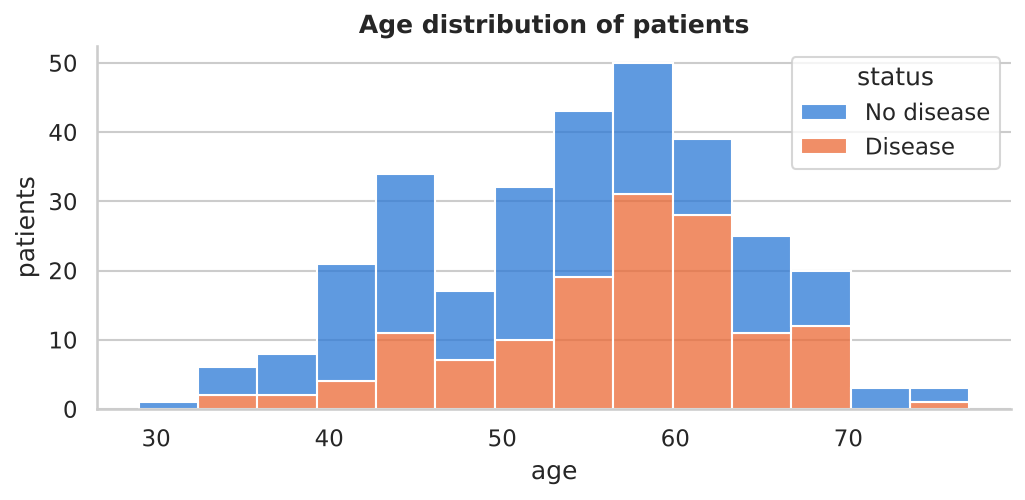 Age distribution of patients
50
40
30
20
10
0
patients
30 40 50 60 70
age
status
No disease
Disease